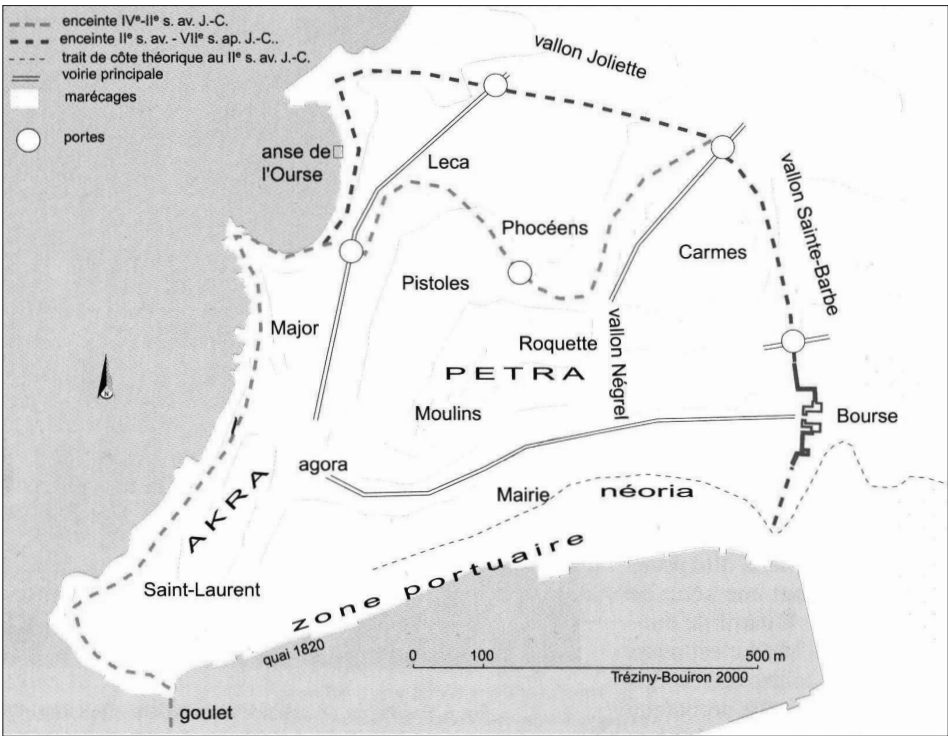 enceinte IVᵉ-IIᵉ s. av. J.-C.
enceinte IIᵉ s. av. - VIIᵉ s. ap. J.-C..
trait de côte théorique au IIᵉ s. av. J.-C.
voirie principale
marécages
portes
vallon Joliette
anse de
l'Ourse
Leca
vallon Sainte-Barbe
Phocéens
Carmes
Pistoles
Major
Roquette
vallon Négrel
PETRA
Moulins
Bourse
N
agora
AKRA
Mairie
néoria
Saint-Laurent
zone portuaire
quai 1820
0 100 500 m
Tréziny-Bouiron 2000
goulet